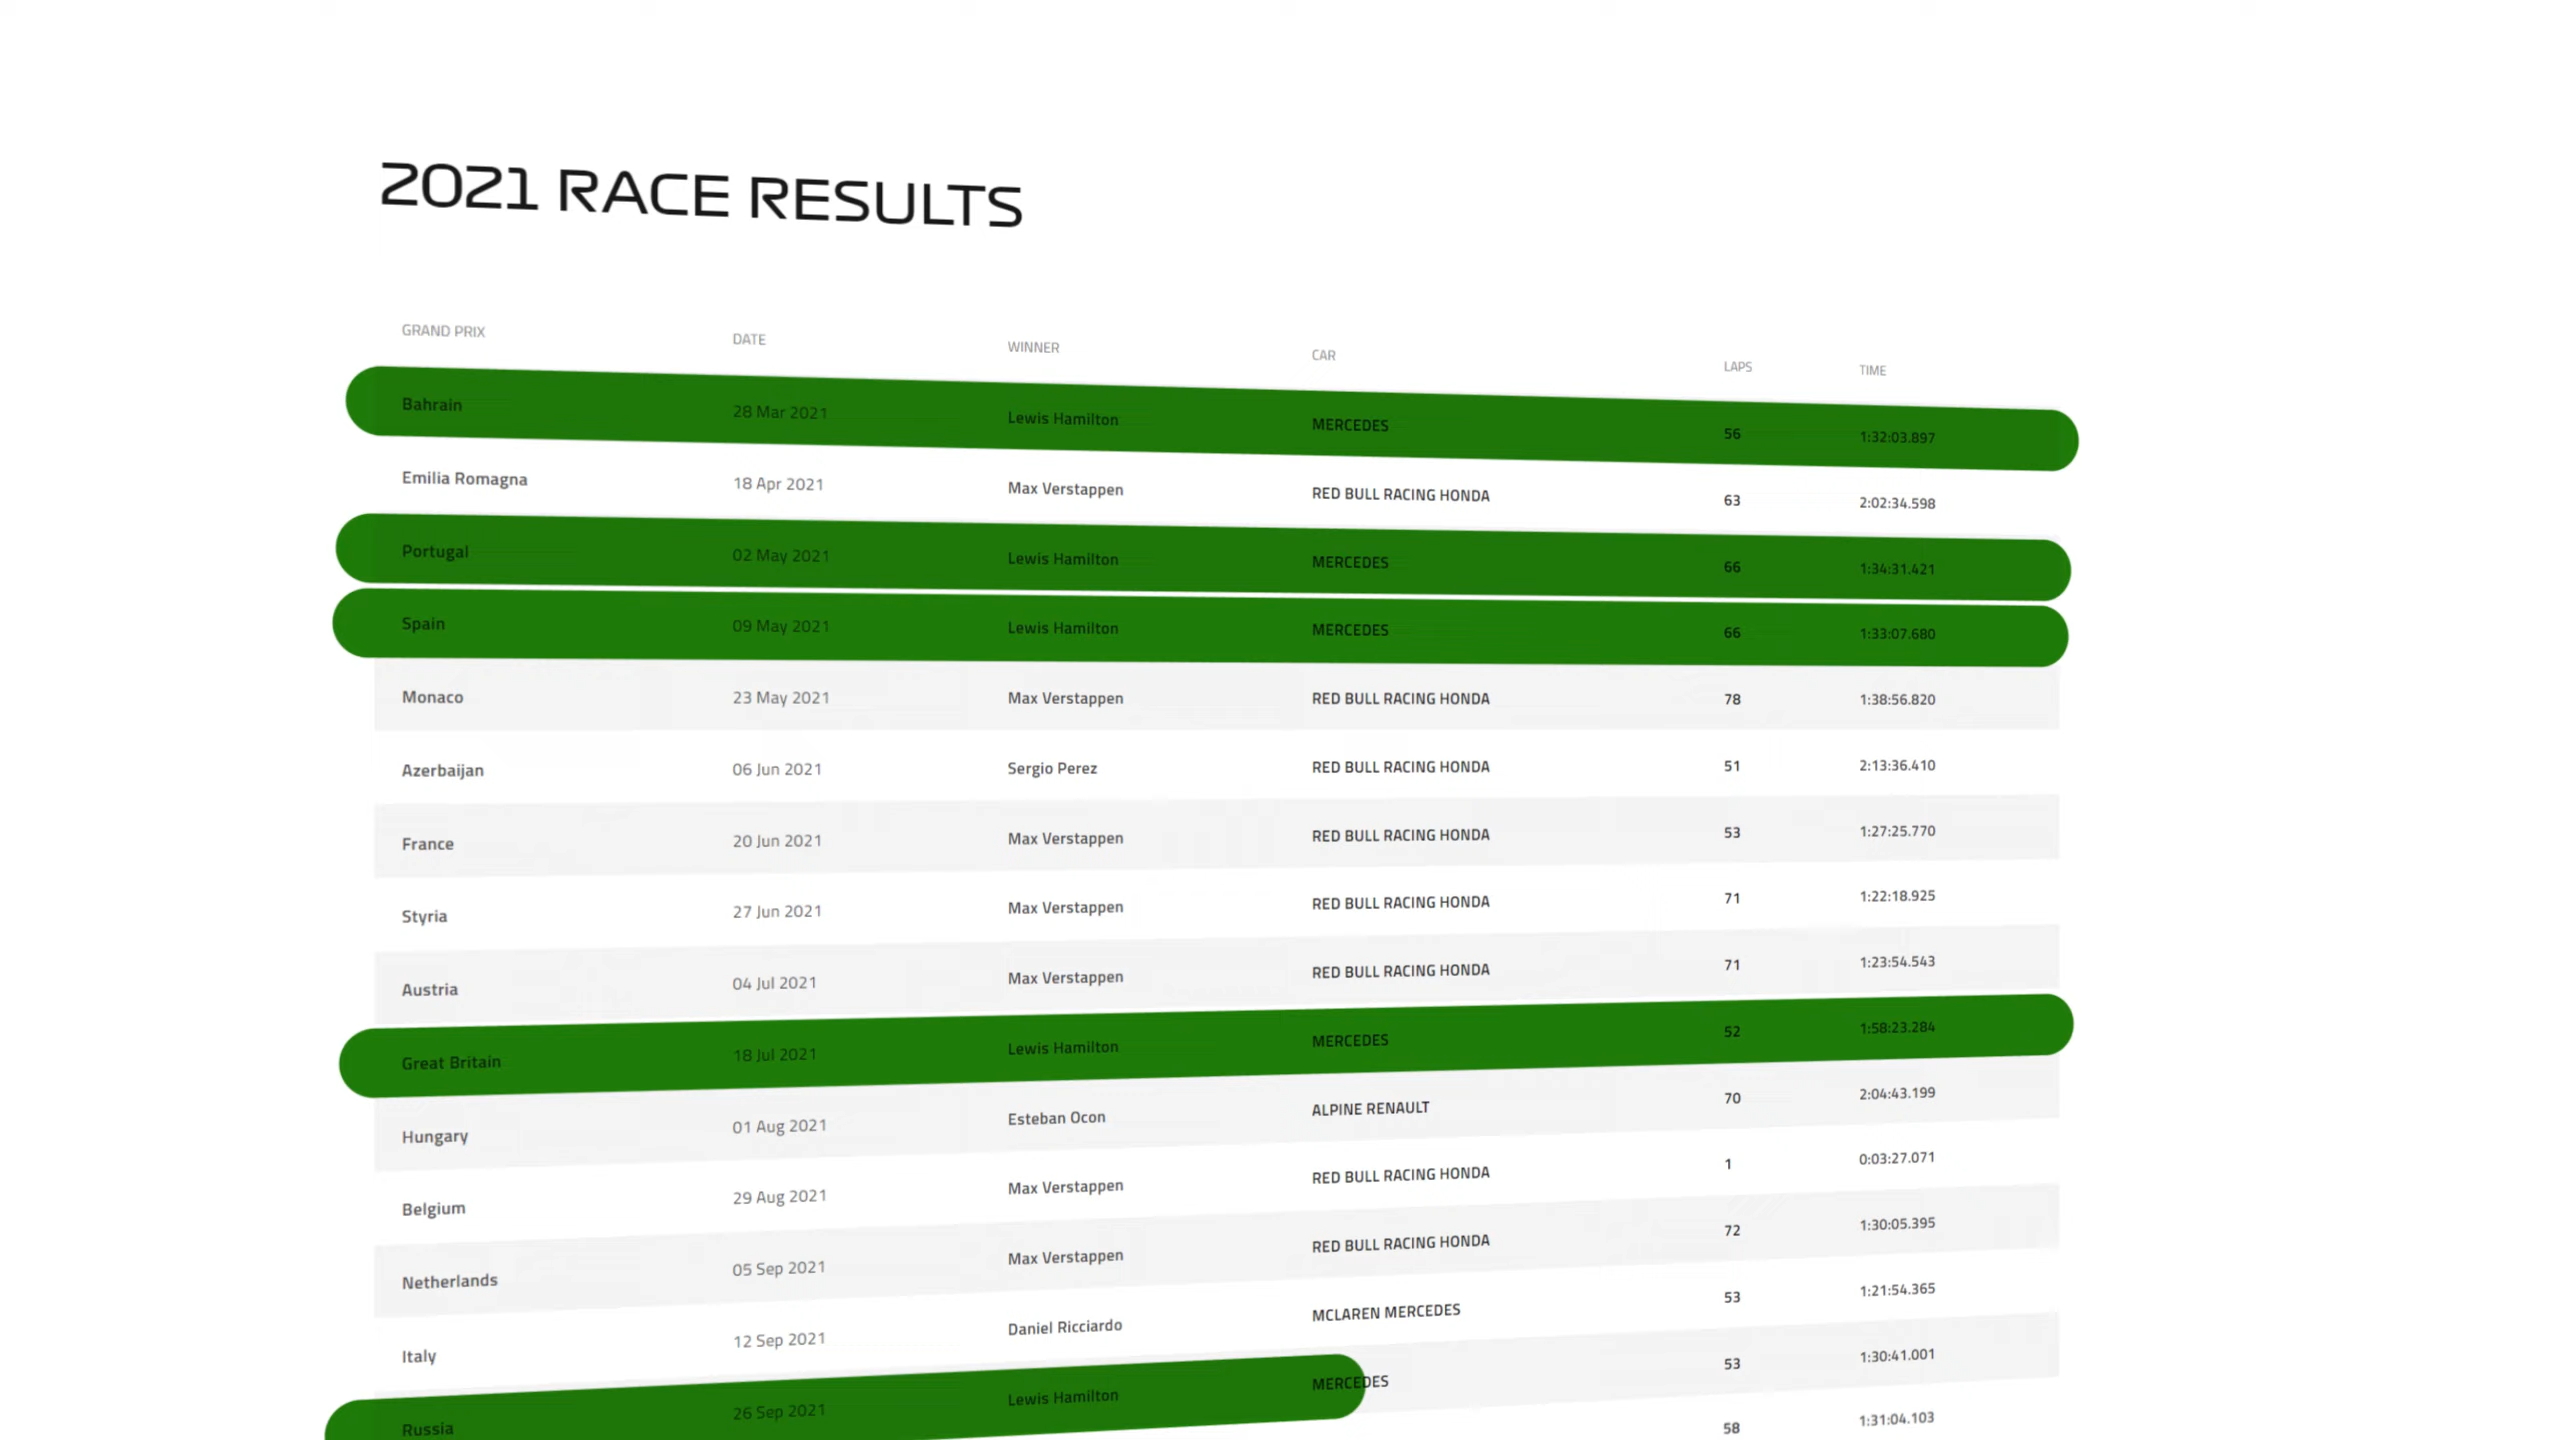 2021 RACE RESULTS
GRAND PRIX DATE WINNER CAR LAPS TIME
Bahrain 28 Mar 2021 Lewis Hamilton MERCEDES 56 1:32:03.897
Emilia Romagna 18 Apr 2021 Max Verstappen RED BULL RACING HONDA 63 2:02:34.598
Portugal 02 May 2021 Lewis Hamilton MERCEDES 66 1:34:31.421
Spain 09 May 2021 Lewis Hamilton MERCEDES 66 1:33:07.680
Monaco 23 May 2021 Max Verstappen RED BULL RACING HONDA 78 1:38:56.820
Azerbaijan 06 Jun 2021 Sergio Perez RED BULL RACING HONDA 51 2:13:36.410
France 20 Jun 2021 Max Verstappen RED BULL RACING HONDA 53 1:27:25.770
Styria 27 Jun 2021 Max Verstappen RED BULL RACING HONDA 71 1:22:18.925
Austria 04 Jul 2021 Max Verstappen RED BULL RACING HONDA 71 1:23:54.543
Great Britain 18 Jul 2021 Lewis Hamilton MERCEDES 52 1:58:23.284
Hungary 01 Aug 2021 Esteban Ocon ALPINE RENAULT 70 2:04:43.199
Belgium 29 Aug 2021 Max Verstappen RED BULL RACING HONDA 1 0:03:27.071
Netherlands 05 Sep 2021 Max Verstappen RED BULL RACING HONDA 72 1:30:05.395
Italy 12 Sep 2021 Daniel Ricciardo MCLAREN MERCEDES 53 1:21:54.365
Russia 26 Sep 2021 Lewis Hamilton MERCEDES 53 1:30:41.001
58 1:31:04.103